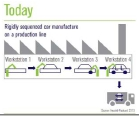 Today
Rigidly sequenced car manufacture
on a production line
Workstation 1 Workstation 2 Workstation 3 Workstation 4